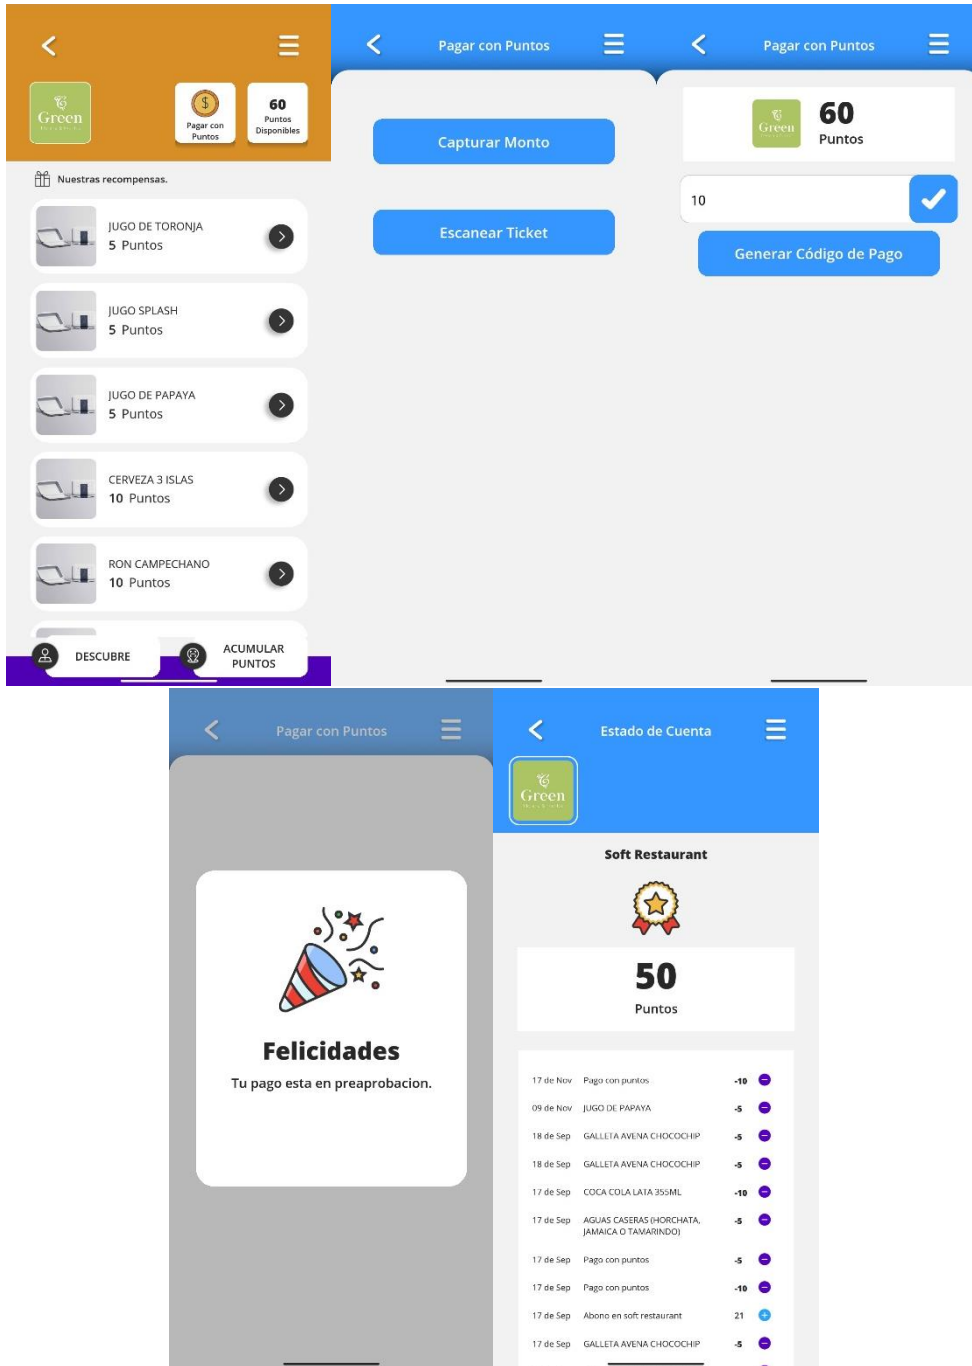 Green
Pagar con
Puntos
60
Puntos
Disponibles
Nuestras recompensas.
JUGO DE TORONJA
5 Puntos
JUGO SPLASH
5 Puntos
JUGO DE PAPAYA
5 Puntos
CERVEZA 3 ISLAS
10 Puntos
RON CAMPECHANO
10 Puntos
DESCUBRE
ACUMULAR
PUNTOS
Pagar con Puntos
Capturar Monto
Escanear Ticket
Pagar con Puntos
Green
60
Puntos
10
Generar Código de Pago
Pagar con Puntos
Felicidades
Tu pago esta en preaprobacion.
Estado de Cuenta
Green
Soft Restaurant
50
Puntos
17 de Nov Pago con puntos -10
09 de Nov JUGO DE PAPAYA -5
18 de Sep GALLETA AVENA CHOCOCHIP -5
18 de Sep GALLETA AVENA CHOCOCHIP -5
17 de Sep COCA COLA LATA 355ML -10
17 de Sep AGUAS CASERAS (HORCHATA, -5
JAMAICA O TAMARINDO)
17 de Sep Pago con puntos -5
17 de Sep Pago con puntos -10
17 de Sep Abono en soft restaurant 21
17 de Sep GALLETA AVENA CHOCOCHIP -5